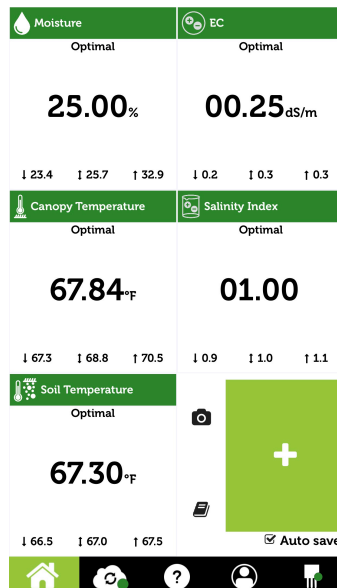 Moisture
Optimal
25.00%
↓ 23.4 ↕ 25.7 ↑ 32.9
EC
Optimal
00.25 dS/m
↓ 0.2 ↕ 0.3 ↑ 0.3
Canopy Temperature
Optimal
67.84 °F
↓ 67.3 ↕ 68.8 ↑ 70.5
Salinity Index
Optimal
01.00
↓ 0.9 ↕ 1.0 ↑ 1.1
Soil Temperature
Optimal
67.30 °F
↓ 66.5 ↕ 67.0 ↑ 67.5
Auto save
?